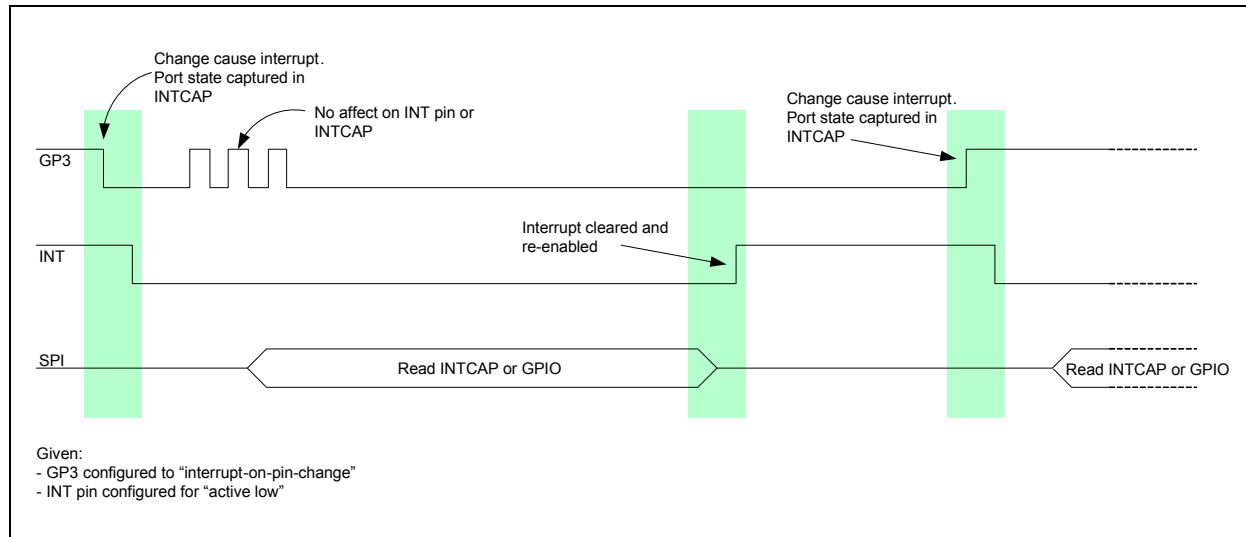 Change cause interrupt.
Port state captured in
INTCAP
No affect on INT pin or
INTCAP
Change cause interrupt.
Port state captured in
INTCAP
GP3
Interrupt cleared and
re-enabled
INT
SPI
Read INTCAP or GPIO
Read INTCAP or GPIO
Given:
- GP3 configured to “interrupt-on-pin-change”
- INT pin configured for “active low”